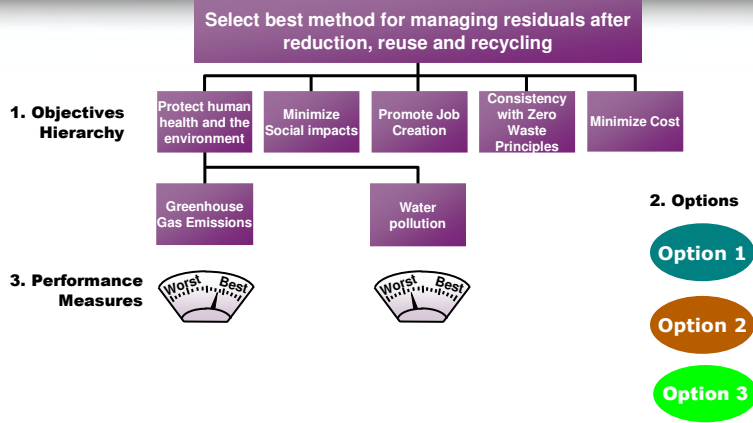 Select best method for managing residuals after
reduction, reuse and recycling
1. Objectives
Hierarchy
Protect human
health and the
environment
Minimize
Social impacts
Promote Job
Creation
Consistency
with Zero
Waste
Principles
Minimize Cost
Greenhouse
Gas Emissions
Water
pollution
2. Options
Option 1
3. Performance
Measures
Worst Best
Worst Best
Option 2
Option 3